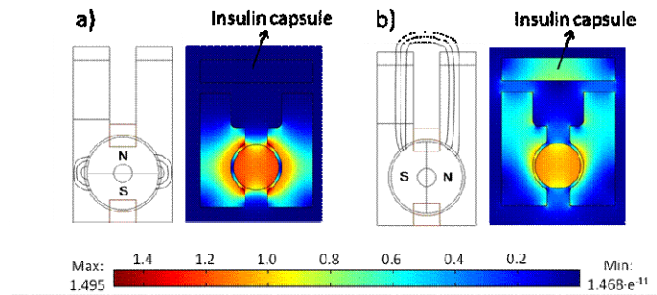 a) Insulin capsule b) Insulin capsule
N
S
S N
Max: 1.4 1.2 1.0 0.8 0.6 0.4 0.2 Min:
1.495 1.468·e-11